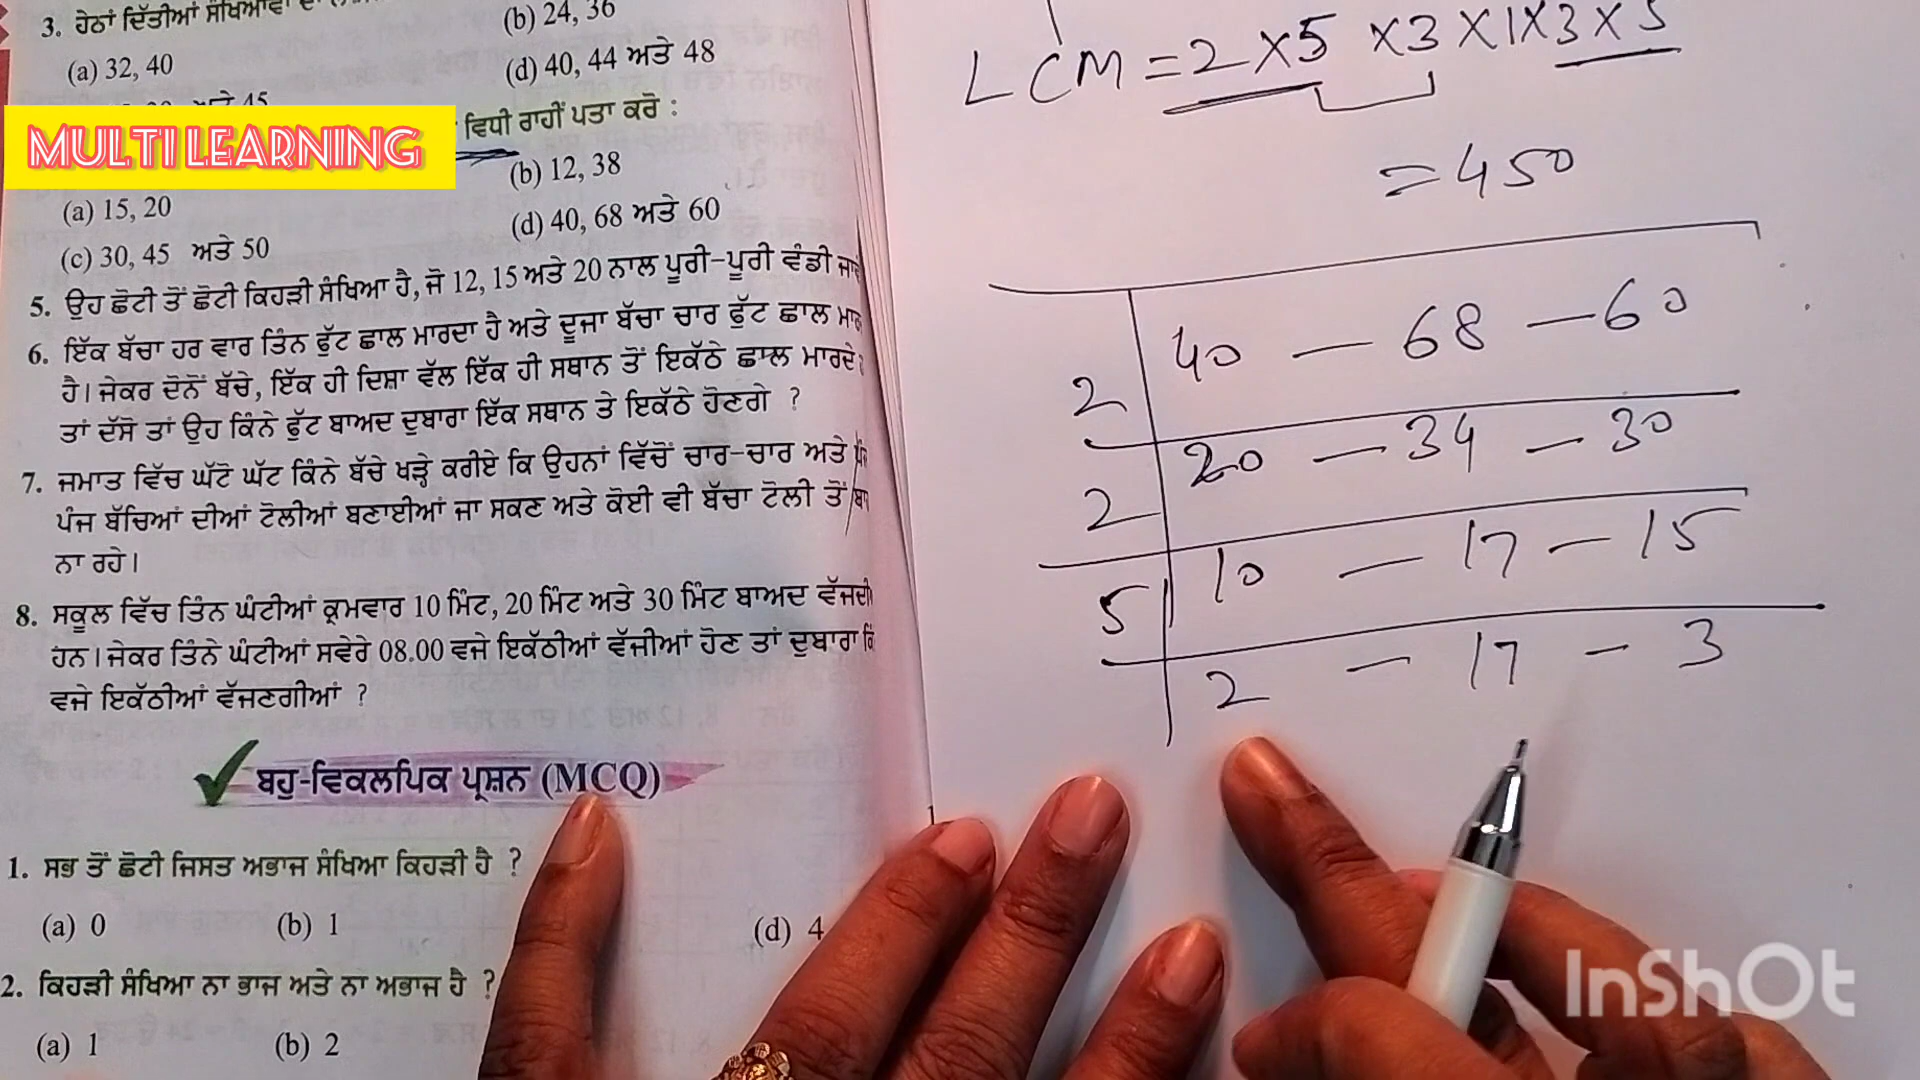 3. ਹੇਠਾਂ ਦਿੱਤੀਆਂ ਸੰਖਿਆਵਾਂ ਦਾ
(b) 24, 36
(a) 32, 40
(d) 40, 44 ਅਤੇ 48
ਅਤੇ 45
MULTI LEARNING
ਵਿਧੀ ਰਾਹੀਂ ਪਤਾ ਕਰੋ :
(b) 12, 38
(a) 15, 20
(d) 40, 68 ਅਤੇ 60
(c) 30, 45 ਅਤੇ 50
5. ਉਹ ਛੋਟੀ ਤੋਂ ਛੋਟੀ ਕਿਹੜੀ ਸੰਖਿਆ ਹੈ, ਜੋ 12, 15 ਅਤੇ 20 ਨਾਲ ਪੂਰੀ-ਪੂਰੀ ਵੰਡੀ
6. ਇੱਕ ਬੱਚਾ ਹਰ ਵਾਰ ਤਿੰਨ ਫੁੱਟ ਛਾਲ ਮਾਰਦਾ ਹੈ ਅਤੇ ਦੂਜਾ ਬੱਚਾ ਚਾਰ ਫੁੱਟ ਛਾਲ
ਹੈ। ਜੇਕਰ ਦੋਨੋਂ ਬੱਚੇ, ਇੱਕ ਹੀ ਦਿਸ਼ਾ ਵੱਲ ਇੱਕ ਹੀ ਸਥਾਨ ਤੋਂ ਇਕੱਠੇ ਛਾਲ ਮਾਰਦੇ
ਤਾਂ ਦੱਸੋ ਤਾਂ ਉਹ ਕਿੰਨੇ ਫੁੱਟ ਬਾਅਦ ਦੁਬਾਰਾ ਇੱਕ ਸਥਾਨ ਤੇ ਇਕੱਠੇ ਹੋਣਗੇ ?
7. ਜਮਾਤ ਵਿੱਚ ਘੱਟੋ ਘੱਟ ਕਿੰਨੇ ਬੱਚੇ ਖੜ੍ਹੇ ਕਰੀਏ ਕਿ ਉਹਨਾਂ ਵਿੱਚੋਂ ਚਾਰ-ਚਾਰ ਅਤੇ
ਪੰਜ ਬੱਚਿਆਂ ਦੀਆਂ ਟੋਲੀਆਂ ਬਣਾਈਆਂ ਜਾ ਸਕਣ ਅਤੇ ਕੋਈ ਵੀ ਬੱਚਾ ਟੋਲੀ ਤੋਂ
ਨਾ ਰਹੇ।
8. ਸਕੂਲ ਵਿੱਚ ਤਿੰਨ ਘੰਟੀਆਂ ਕ੍ਰਮਵਾਰ 10 ਮਿੰਟ, 20 ਮਿੰਟ ਅਤੇ 30 ਮਿੰਟ ਬਾਅਦ ਵੱਜਦੀ
ਹਨ। ਜੇਕਰ ਤਿੰਨੇ ਘੰਟੀਆਂ ਸਵੇਰੇ 08.00 ਵਜੇ ਇਕੱਠੀਆਂ ਵੱਜੀਆਂ ਹੋਣ ਤਾਂ ਦੁਬਾਰਾ
ਵਜੇ ਇਕੱਠੀਆਂ ਵੱਜਣਗੀਆਂ ?
ਬਹੁ-ਵਿਕਲਪਿਕ ਪ੍ਰਸ਼ਨ (MCQ)
1. ਸਭ ਤੋਂ ਛੋਟੀ ਜਿਸਤ ਅਭਾਜ ਸੰਖਿਆ ਕਿਹੜੀ ਹੈ ?
(a) 0 (b) 1 (d) 4
2. ਕਿਹੜੀ ਸੰਖਿਆ ਨਾ ਭਾਜ ਅਤੇ ਨਾ ਅਭਾਜ ਹੈ ?
(a) 1 (b) 2
LCM = 2 × 5 × 3 × 1 × 3 × 5
= 450
2 40 — 68 — 60
2 20 — 34 — 30
5 10 — 17 — 15
2 — 17 — 3
InShOt